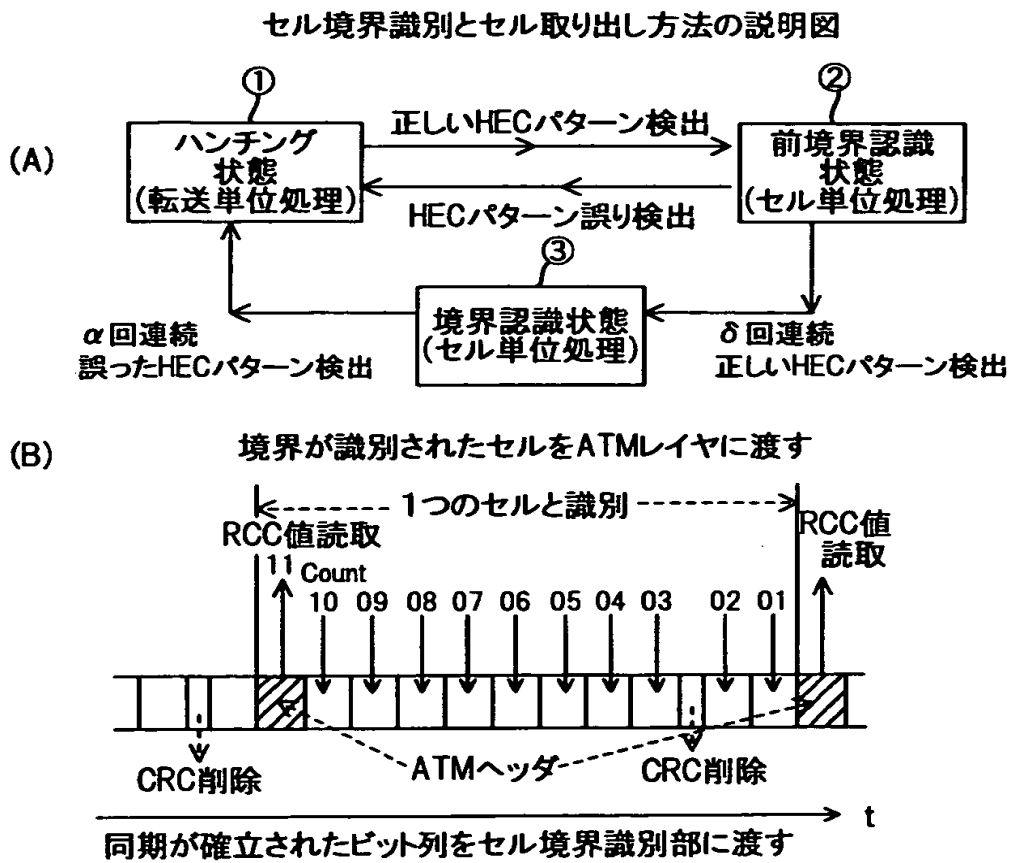 セル境界識別とセル取り出し方法の説明図
(A)
①
ハンチング
状態
(転送単位処理)
正しいHECパターン検出
HECパターン誤り検出
②
前境界認識
状態
(セル単位処理)
③
境界認識状態
(セル単位処理)
α回連続
誤ったHECパターン検出
δ回連続
正しいHECパターン検出
(B)
境界が識別されたセルをATMレイヤに渡す
1つのセルと識別
RCC値読取
RCC値
読取
11 Count
10 09 08 07 06 05 04 03 02 01
CRC削除
ATMヘッダ
CRC削除
t
同期が確立されたビット列をセル境界識別部に渡す